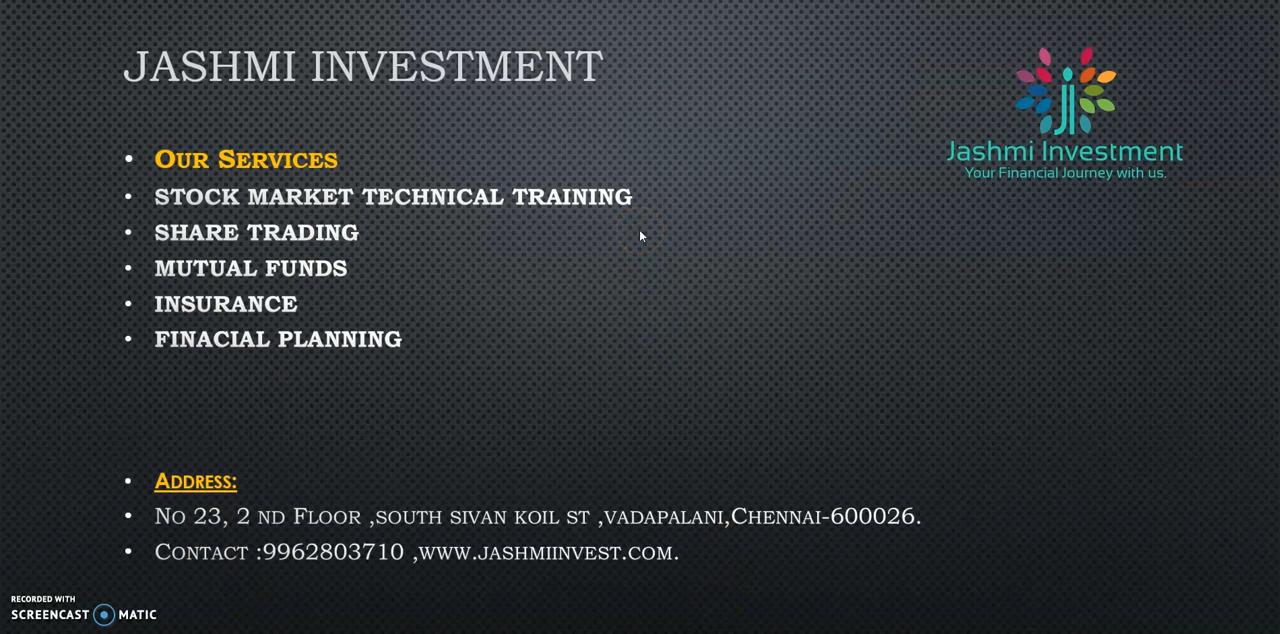 JASHMI INVESTMENT
Jashmi Investment
Your Financial Journey with us.
• OUR SERVICES
• STOCK MARKET TECHNICAL TRAINING
• SHARE TRADING
• MUTUAL FUNDS
• INSURANCE
• FINACIAL PLANNING
• ADDRESS:
• NO 23, 2 ND FLOOR ,SOUTH SIVAN KOIL ST ,VADAPALANI,CHENNAI-600026.
• CONTACT :9962803710 ,WWW.JASHMIINVEST.COM.
RECORDED WITH
SCREENCAST MATIC